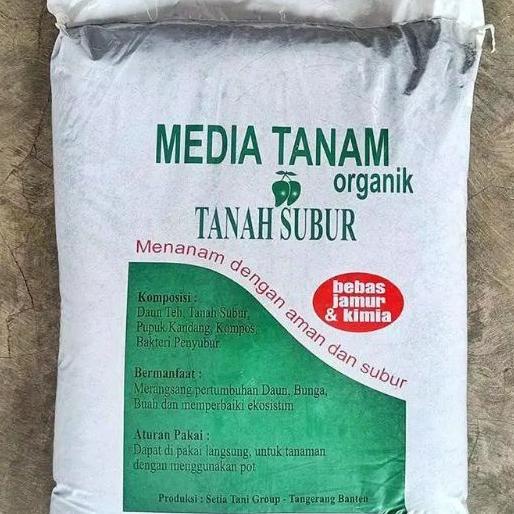 MEDIA TANAM
organik
TANAH SUBUR
Menanam dengan aman dan subur
bebas
jamur
& kimia
Komposisi :
Daun Teh, Tanah Subur,
Pupuk Kandang, Kompos,
Bakteri Penyubur
Bermanfaat :
Merangsang pertumbuhan Daun, Bunga,
Buah dan memperbaiki ekosistim
Aturan Pakai :
Dapat di pakai langsung, untuk tanaman
dengan menggunakan pot
Produksi : Setia Tani Group - Tangerang Banten